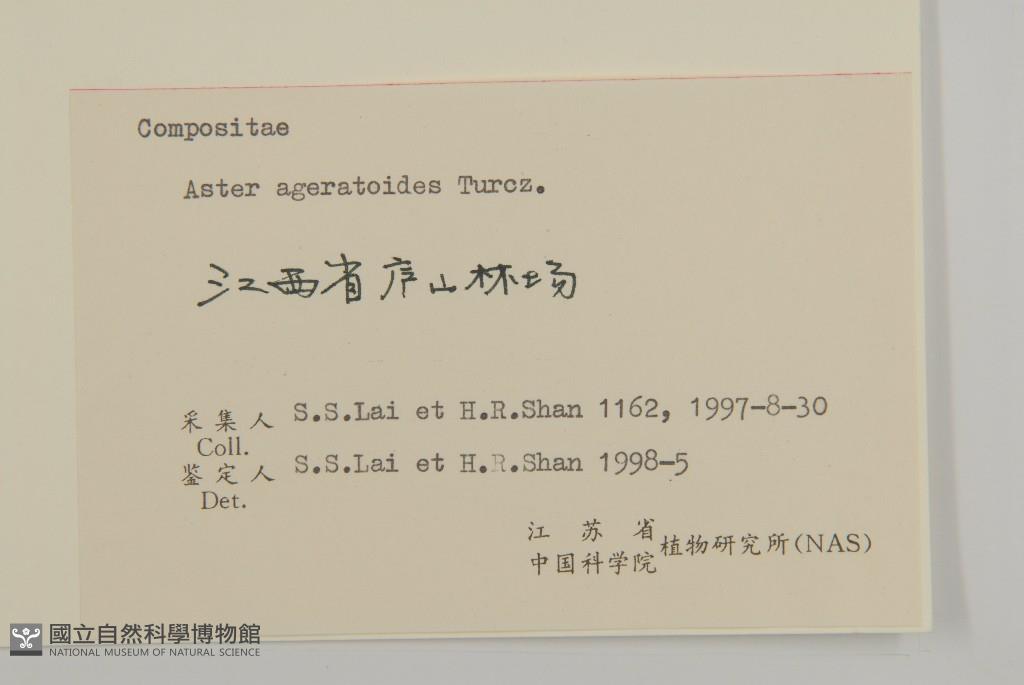 Compositae
Aster ageratoides Turcz.
江西省庐山林场
采集人 S.S.Lai et H.R.Shan 1162, 1997-8-30
Coll.
鉴定人 S.S.Lai et H.R.Shan 1998-5
Det.
江苏省
中国科学院 植物研究所(NAS)
國立自然科學博物館
NATIONAL MUSEUM OF NATURAL SCIENCE